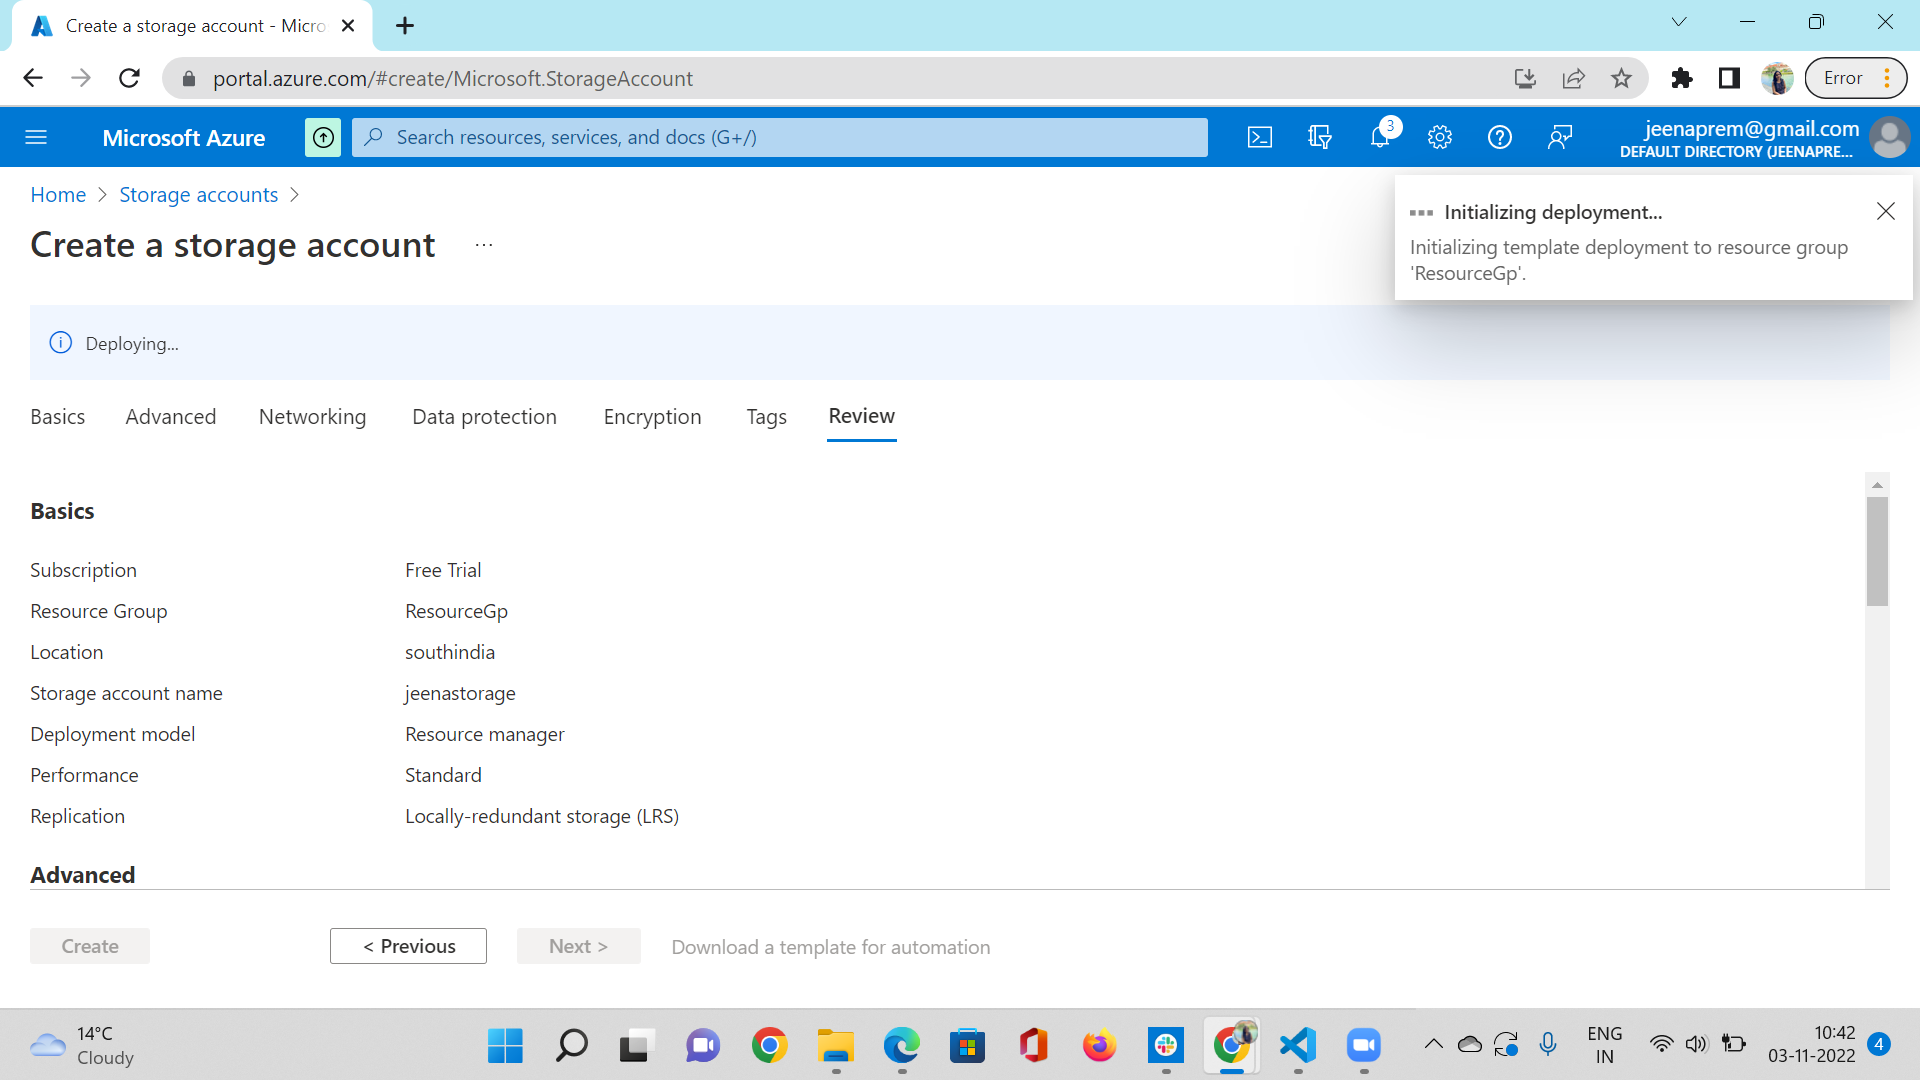 Create a storage account - Micro
portal.azure.com/#create/Microsoft.StorageAccount
Error
Microsoft Azure
Search resources, services, and docs (G+/)
3
jeenaprem@gmail.com
DEFAULT DIRECTORY (JEENAPRE...
Home > Storage accounts >
Create a storage account ...
Initializing deployment...
Initializing template deployment to resource group
'ResourceGp'.
Deploying...
Basics Advanced Networking Data protection Encryption Tags Review
Basics
Subscription Free Trial
Resource Group ResourceGp
Location southindia
Storage account name jeenastorage
Deployment model Resource manager
Performance Standard
Replication Locally-redundant storage (LRS)
Advanced
Create < Previous Next > Download a template for automation
14°C
Cloudy
ENG
IN
10:42
03-11-2022
4